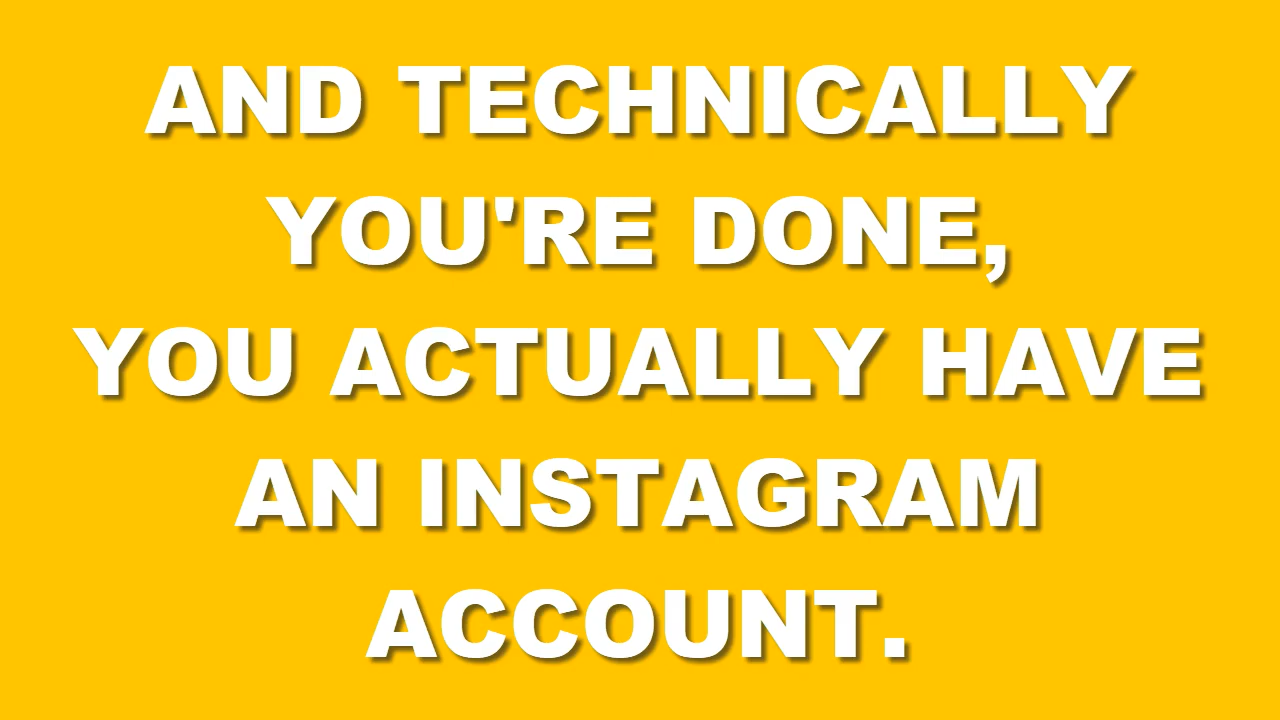 AND TECHNICALLY
YOU'RE DONE,
YOU ACTUALLY HAVE
AN INSTAGRAM
ACCOUNT.